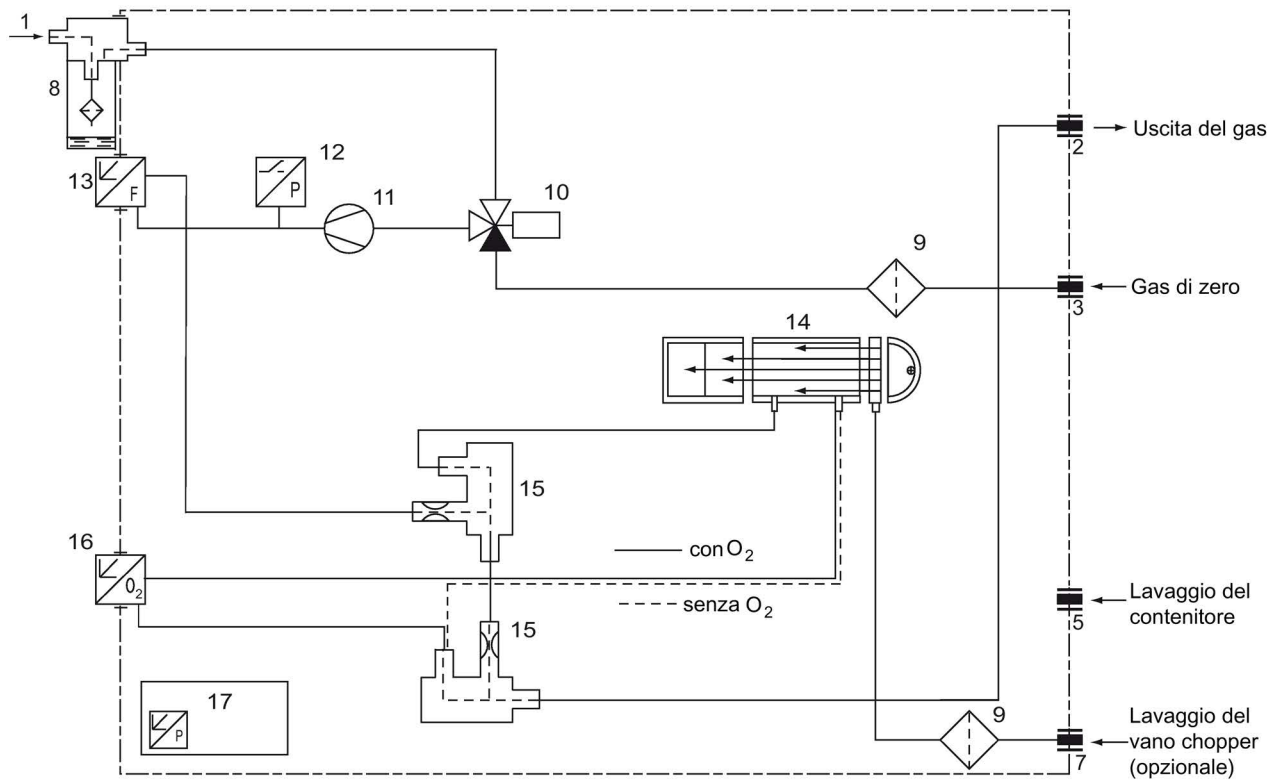 1
8
2
Uscita del gas
12
13
F
P
11
10
9
3
Gas di zero
14
15
16
O2
con O2
senza O2
15
5
Lavaggio del
contenitore
17
P
9
7
Lavaggio del
vano chopper
(opzionale)